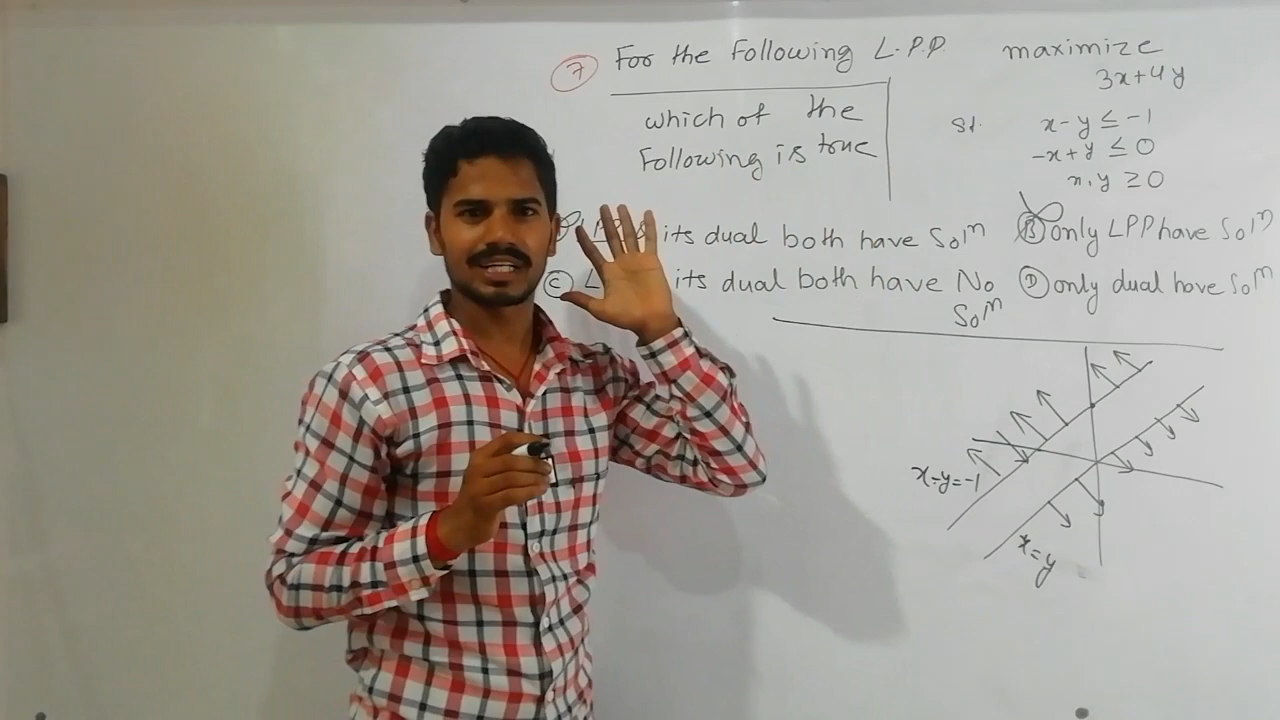 7 For the Following L.P.P maximize
3x+4y
which of the
Following is true
St. x-y ≤ -1
-x+y ≤ 0
x,y ≥ 0
its dual both have Solⁿ B only LPP have Solⁿ
C L its dual both have No Solⁿ D only dual have Solⁿ
x-y=-1
x=y